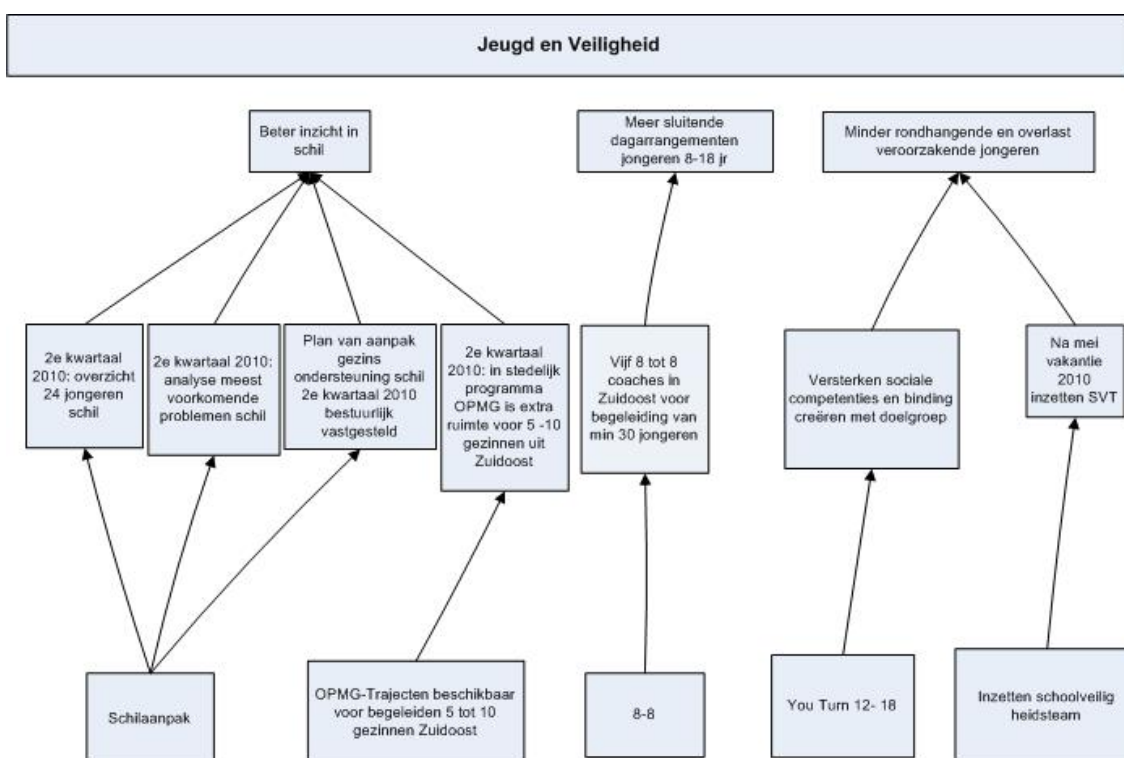 Jeugd en Veiligheid
Beter inzicht in
schil
Meer sluitende
dagarrangementen
jongeren 8-18 jr
Minder rondhangende en overlast
veroorzakende jongeren
2e kwartaal
2010: overzicht
24 jongeren
schil
2e kwartaal 2010:
analyse meest
voorkomende
problemen schil
Plan van aanpak
gezins
ondersteuning schil
2e kwartaal 2010
bestuurlijk
vastgesteld
2e kwartaal
2010: in stedelijk
programma
OPMG is extra
ruimte voor 5 -10
gezinnen uit
Zuidoost
Vijf 8 tot 8
coaches in
Zuidoost voor
begeleiding van
min 30 jongeren
Versterken sociale
competenties en binding
creëren met doelgroep
Na mei
vakantie
2010
inzetten SVT
Schilaanpak
OPMG-Trajecten beschikbaar
voor begeleiden 5 tot 10
gezinnen Zuidoost
8-8
You Turn 12- 18
Inzetten schoolveilig
heidsteam